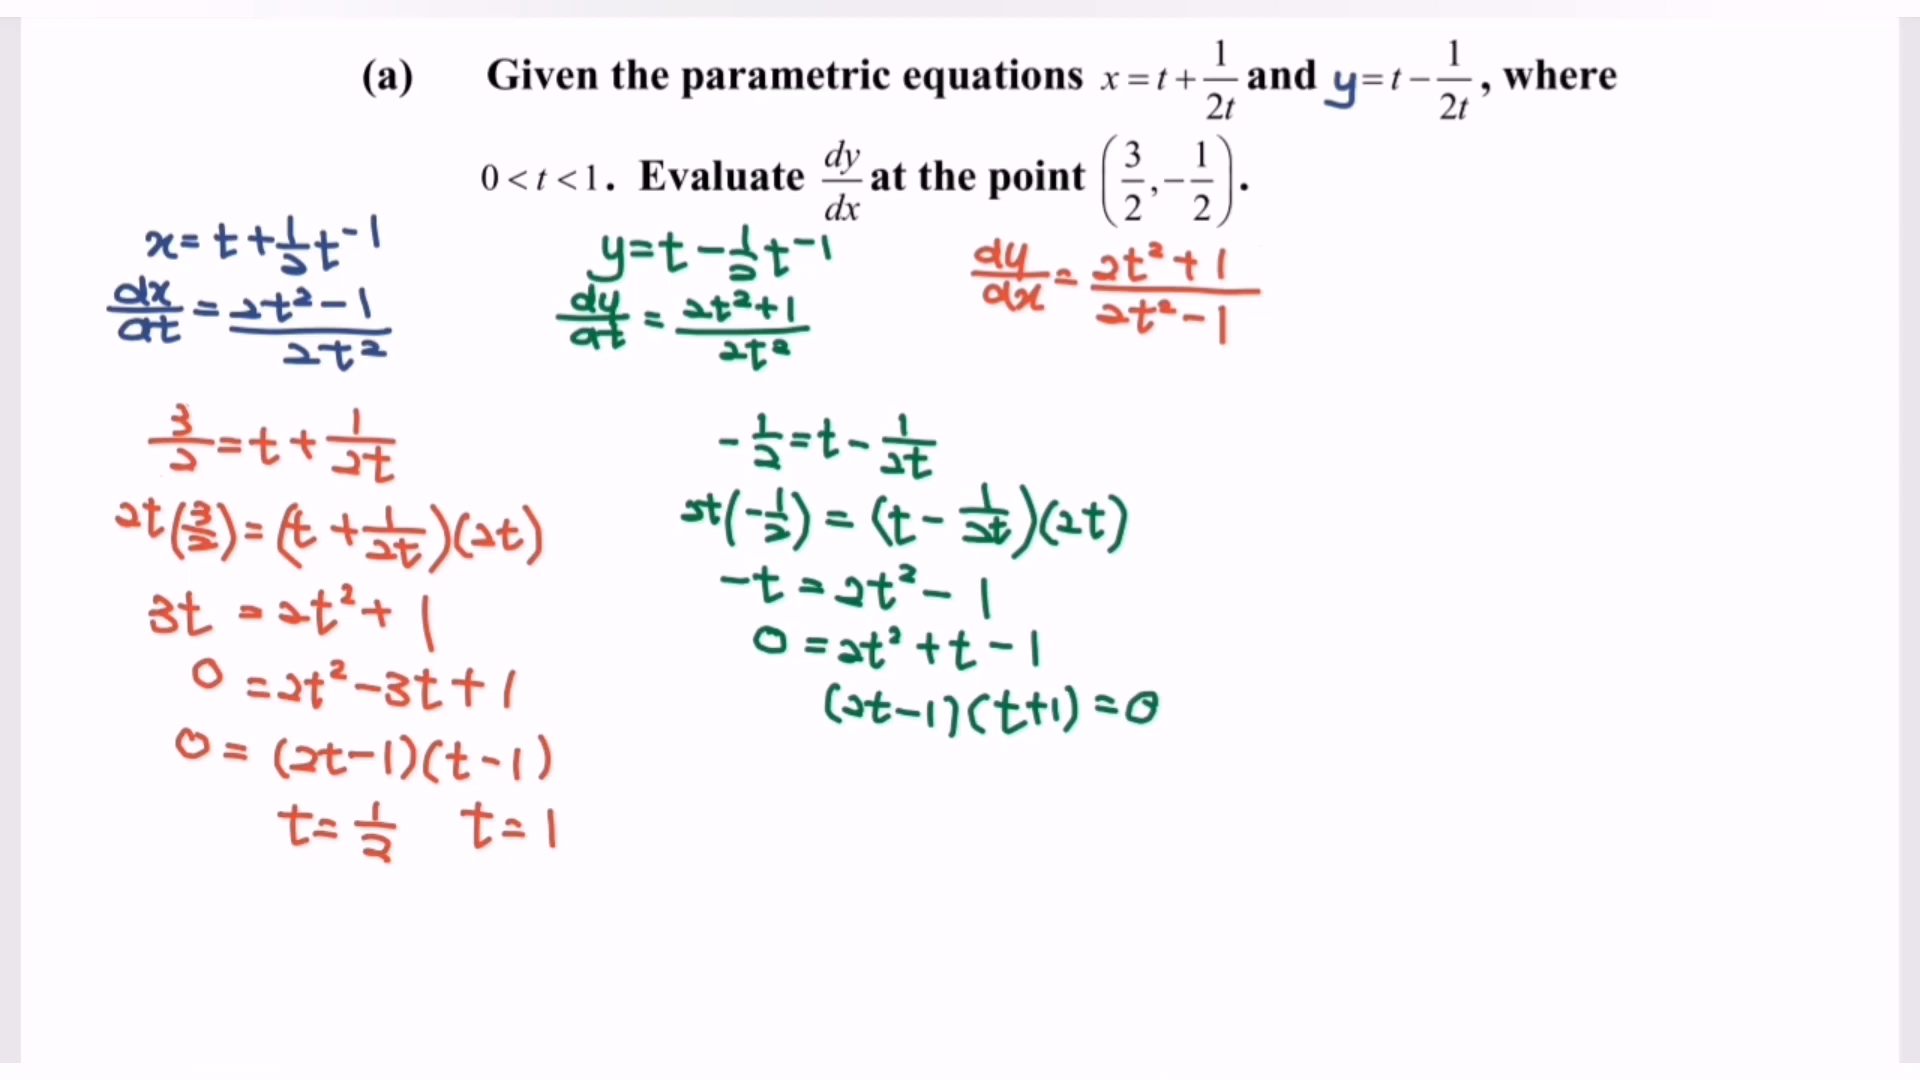 (a) Given the parametric equations x = t + 1/2t and y = t − 1/2t , where
0 < t < 1. Evaluate dy/dx at the point (3/2, −1/2).
x = t + 1/2 t^-1
dx/dt = (2t² − 1)/2t²
y = t − 1/2 t^-1
dy/dt = (2t² + 1)/2t²
dy/dx = (2t² + 1)/(2t² − 1)
3/2 = t + 1/2t
2t(3/2) = (t + 1/2t)(2t)
3t = 2t² + 1
0 = 2t² − 3t + 1
0 = (2t − 1)(t − 1)
t = 1/2 t = 1
−1/2 = t − 1/2t
2t(−1/2) = (t − 1/2t)(2t)
−t = 2t² − 1
0 = 2t² + t − 1
(2t − 1)(t + 1) = 0